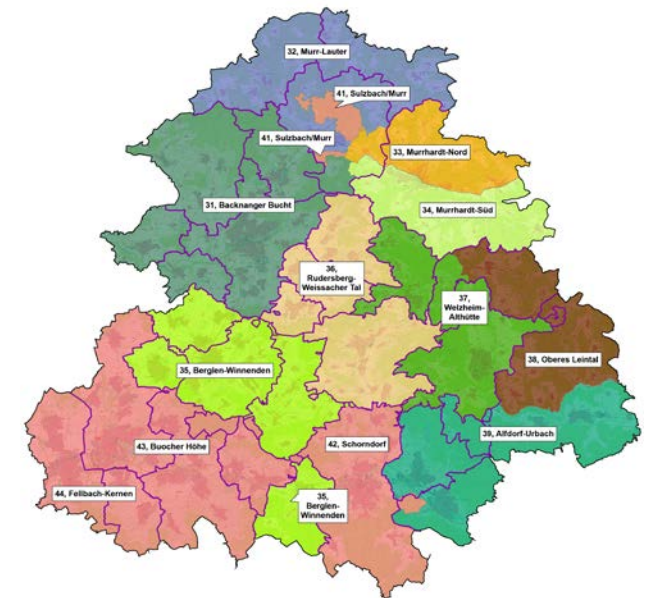 32, Murr-Lauter
41, Sulzbach/Murr
41, Sulzbach/Murr
33, Murrhardt-Nord
31, Backnanger Bucht
34, Murrhardt-Süd
36,
Rudersberg-
Weissacher Tal
37,
Welzheim-
Althütte
38, Oberes Leintal
35, Berglen-Winnenden
39, Alfdorf-Urbach
43, Buocher Höhe
42, Schorndorf
44, Fellbach-Kernen
35,
Berglen-
Winnenden